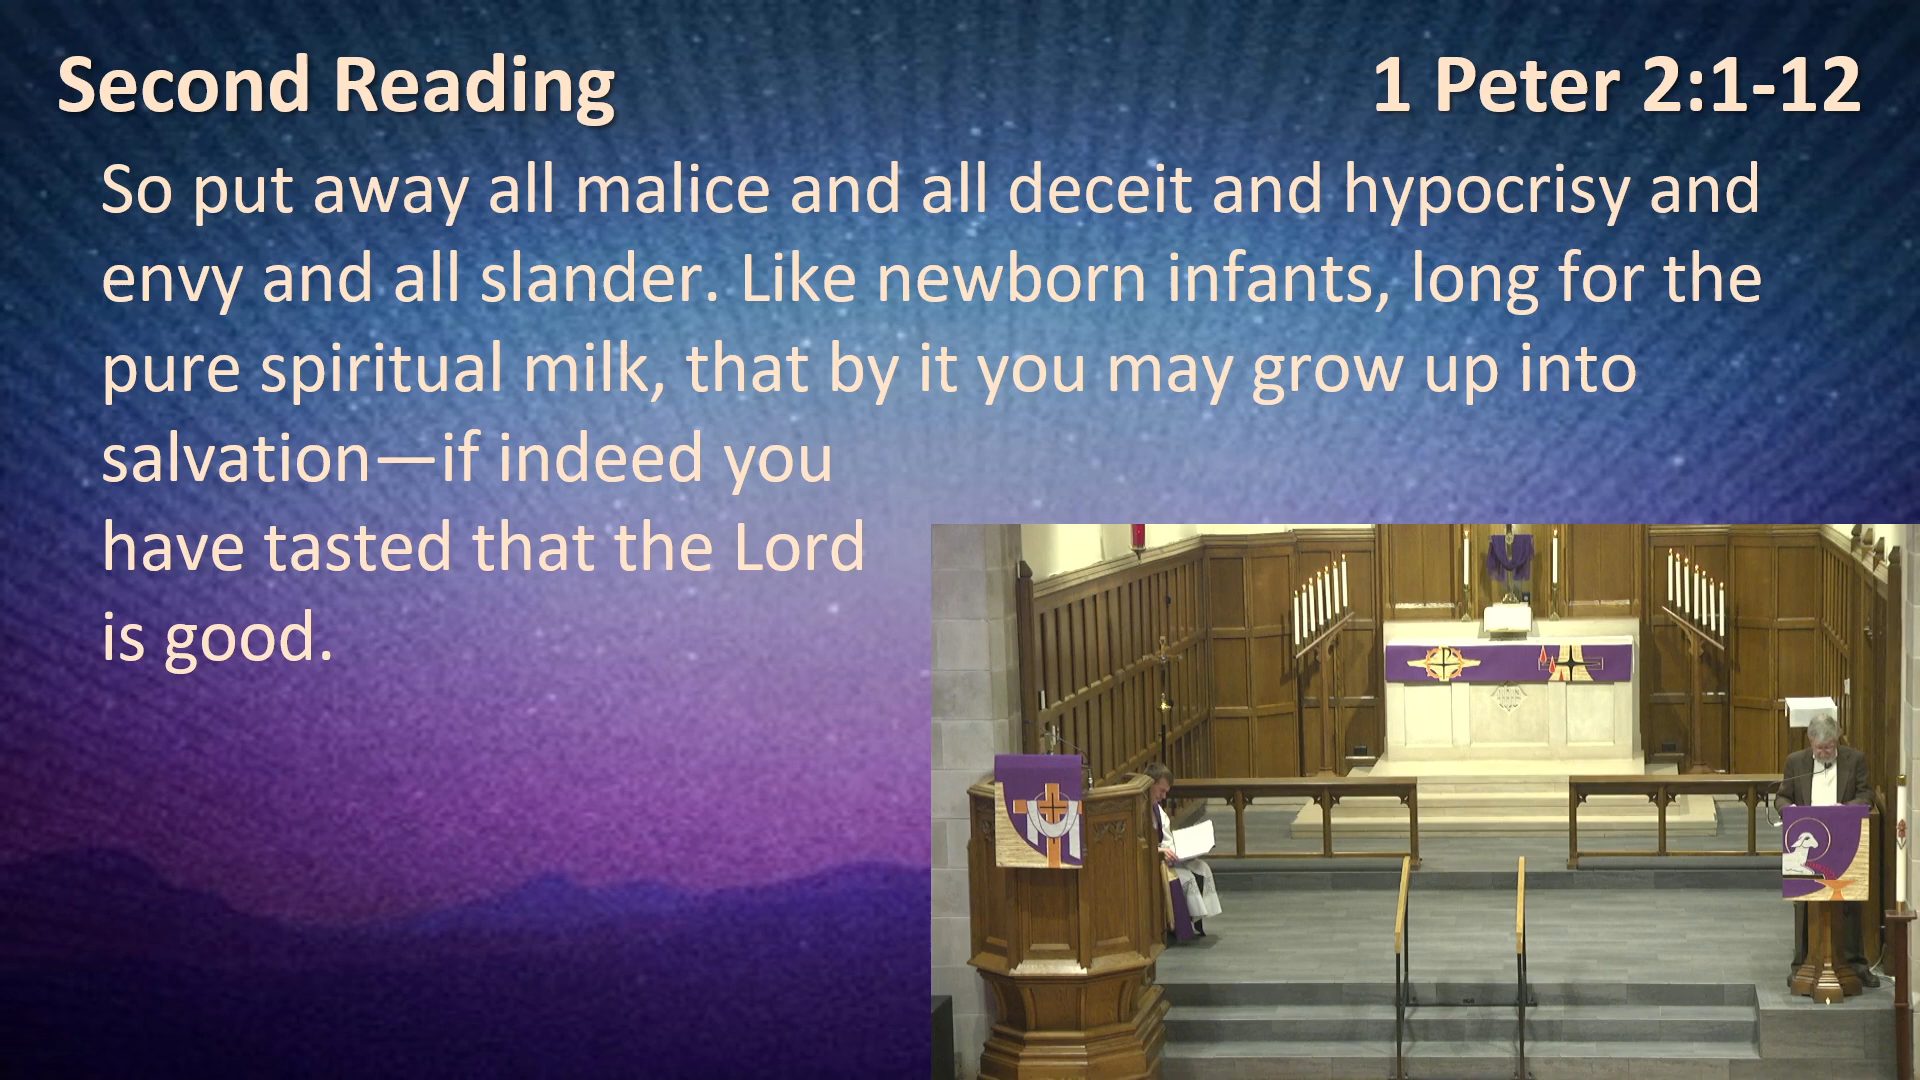 Second Reading
1 Peter 2:1-12
So put away all malice and all deceit and hypocrisy and
envy and all slander. Like newborn infants, long for the
pure spiritual milk, that by it you may grow up into
salvation—if indeed you
have tasted that the Lord
is good.